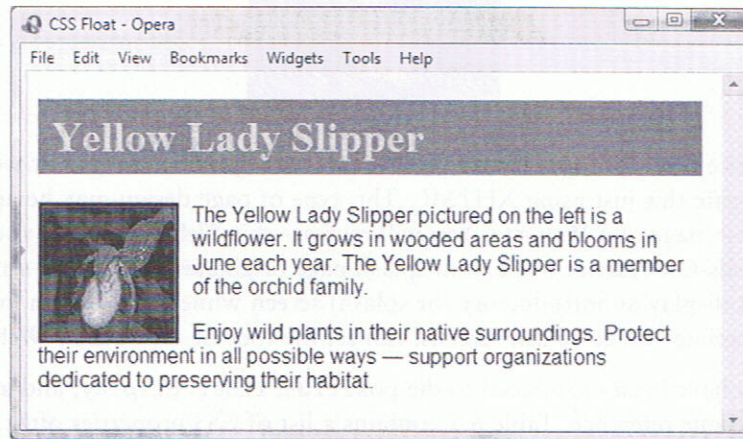 CSS Float - Opera
File Edit View Bookmarks Widgets Tools Help
Yellow Lady Slipper
The Yellow Lady Slipper pictured on the left is a
wildflower. It grows in wooded areas and blooms in
June each year. The Yellow Lady Slipper is a member
of the orchid family.
Enjoy wild plants in their native surroundings. Protect
their environment in all possible ways — support organizations
dedicated to preserving their habitat.